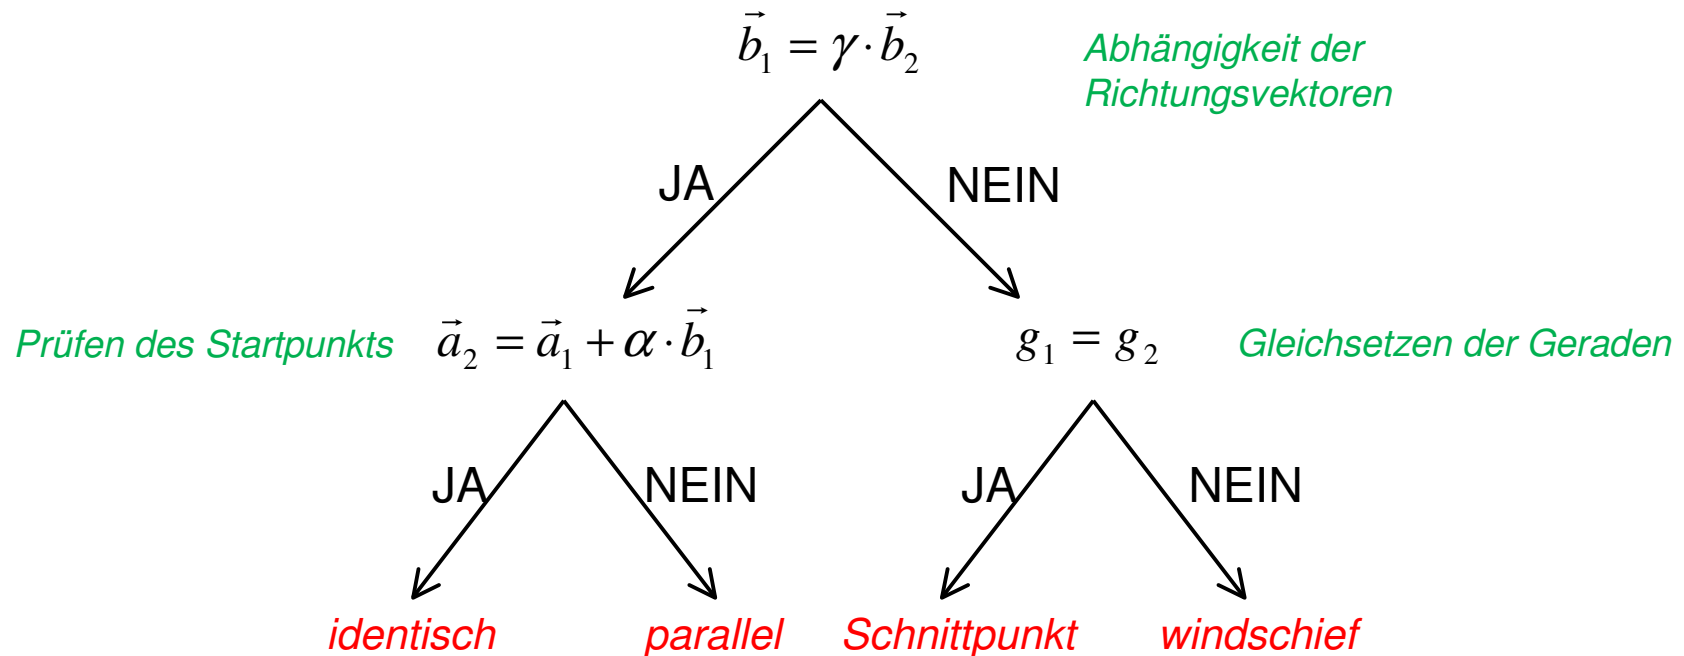 b⃗₁ = γ · b⃗₂
Abhängigkeit der
Richtungsvektoren
JA
NEIN
Prüfen des Startpunkts
a⃗₂ = a⃗₁ + α · b⃗₁
g₁ = g₂
Gleichsetzen der Geraden
JA
NEIN
JA
NEIN
identisch
parallel
Schnittpunkt
windschief